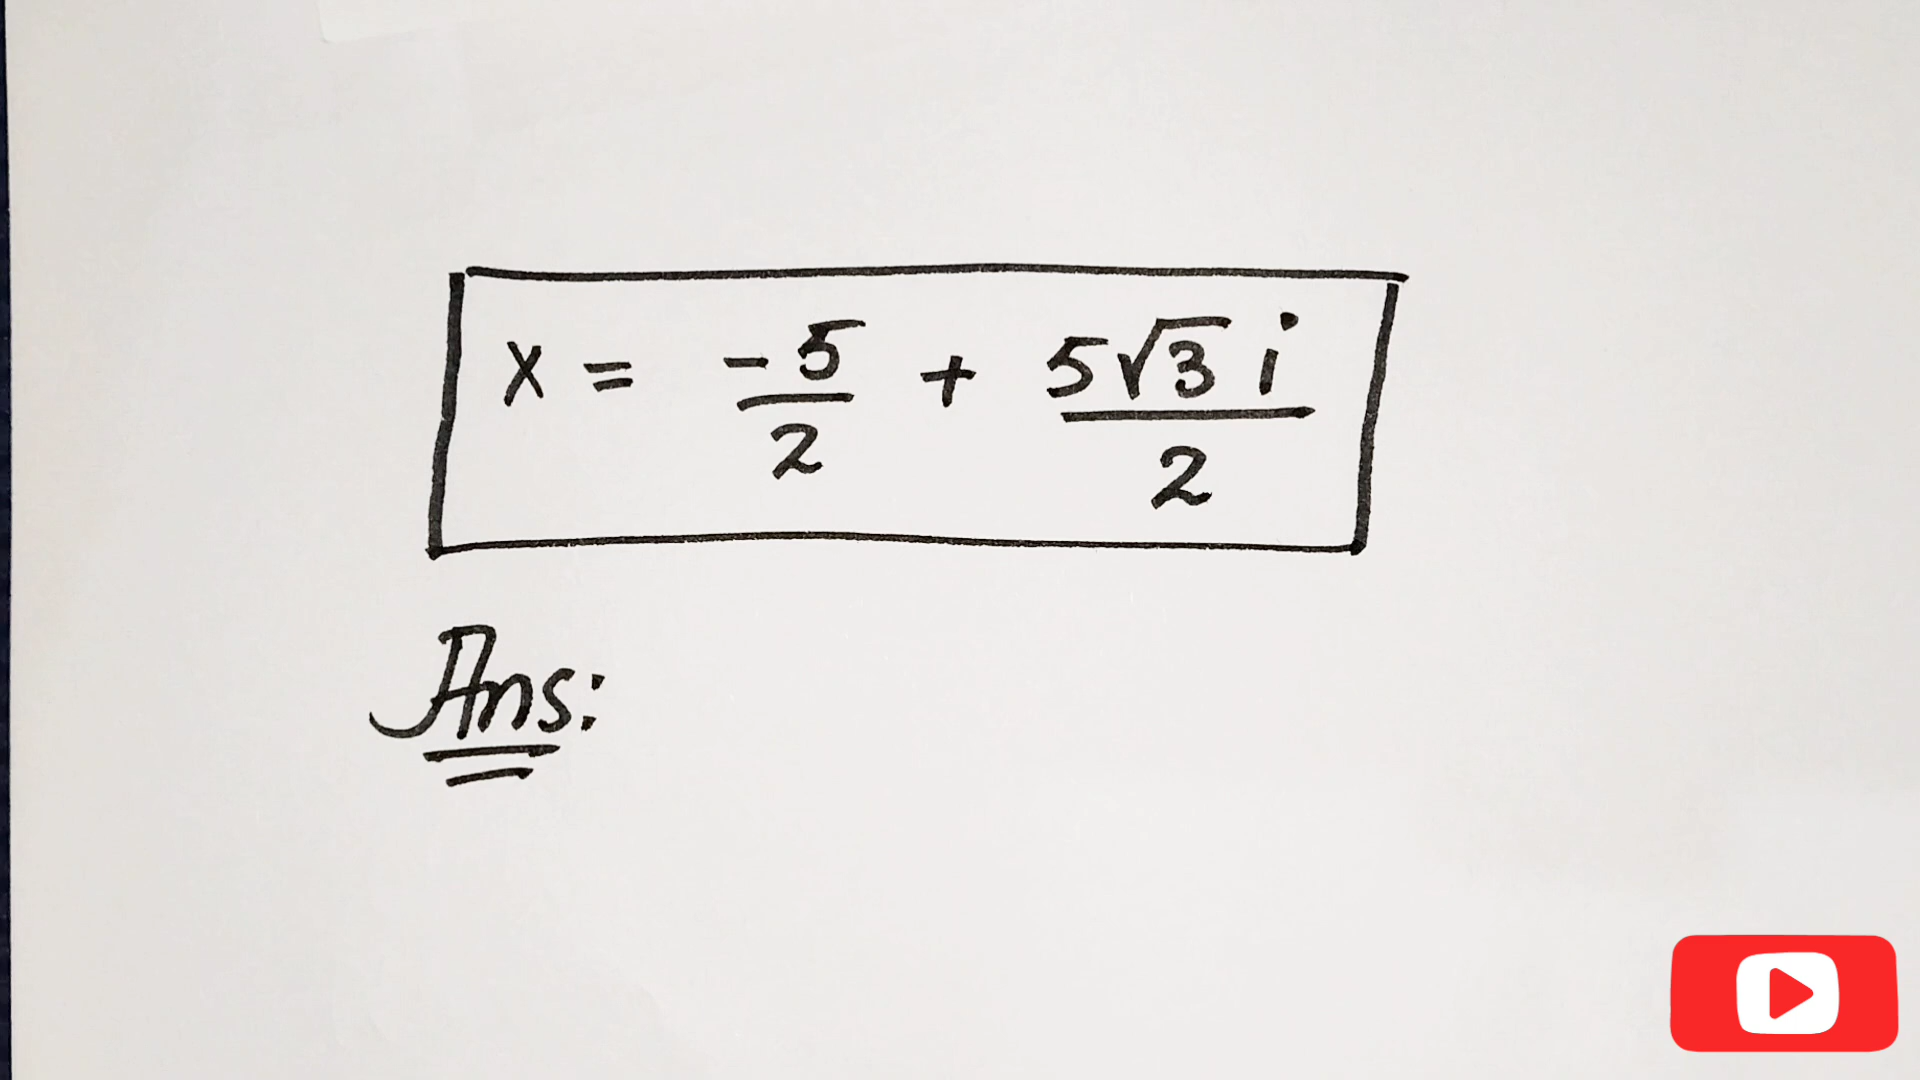 x = -5/2 + 5√3 i/2
Ans: